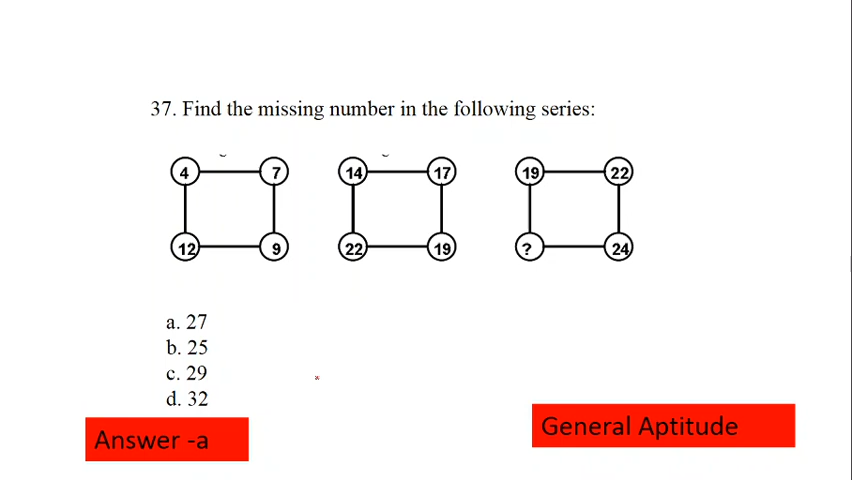 37. Find the missing number in the following series:
4 7 14 17 19 22
12 9 22 19 ? 24
a. 27
b. 25
c. 29
d. 32
Answer -a
General Aptitude